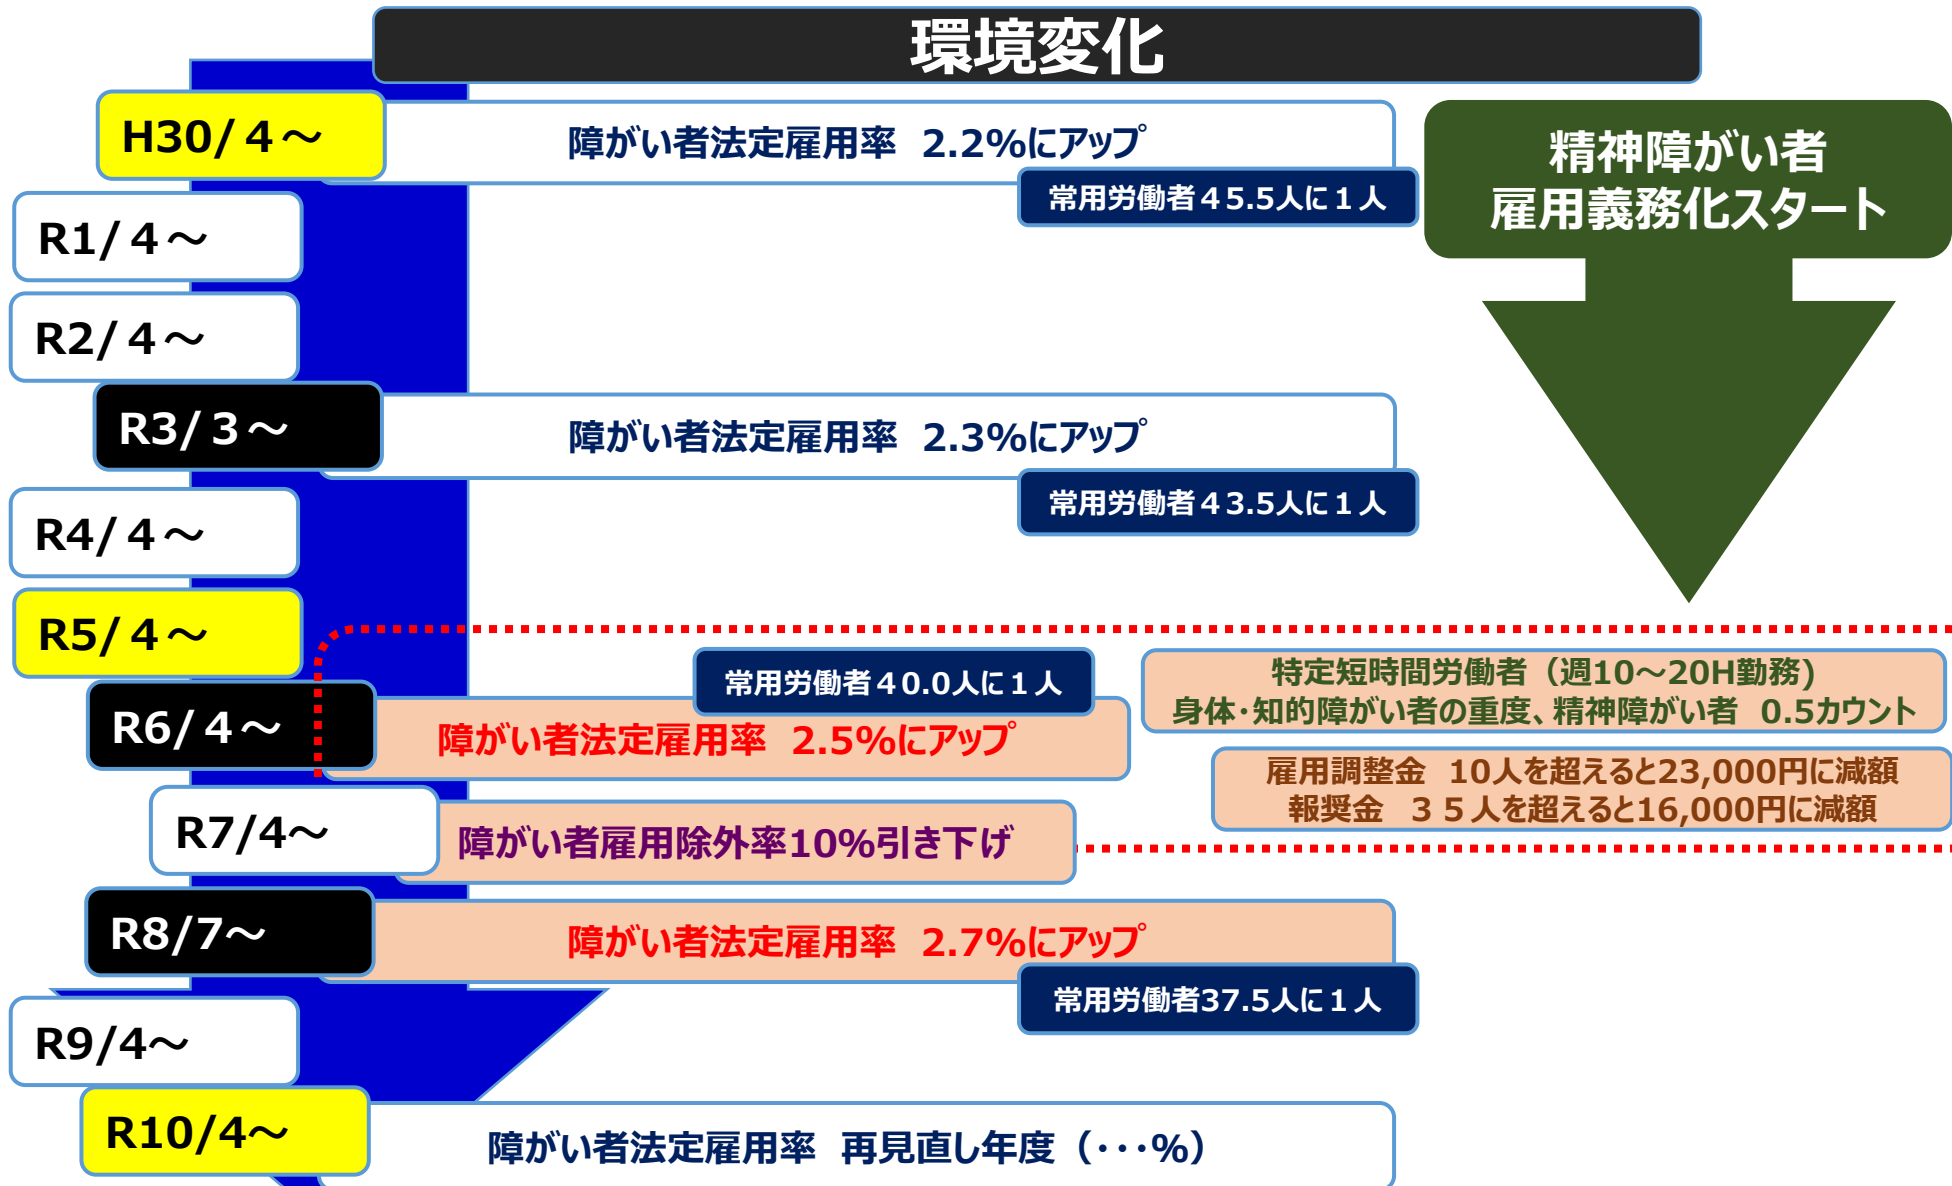 環境変化
H30/４～
障がい者法定雇用率 2.2%にアップ
常用労働者４5.5人に１人
精神障がい者
雇用義務化スタート
R1/４～
R2/４～
R3/３～
障がい者法定雇用率 2.3%にアップ
常用労働者４3.5人に１人
R4/４～
R5/４～
常用労働者４0.0人に１人
特定短時間労働者（週10～20H勤務)
身体・知的障がい者の重度、精神障がい者 0.5カウント
R6/４～
障がい者法定雇用率 2.5%にアップ
雇用調整金 10人を超えると23,000円に減額
報奨金 ３５人を超えると16,000円に減額
R7/4～
障がい者雇用除外率10%引き下げ
R8/7～
障がい者法定雇用率 2.7%にアップ
常用労働者37.5人に１人
R9/4～
R10/4～
障がい者法定雇用率 再見直し年度（・・・%）